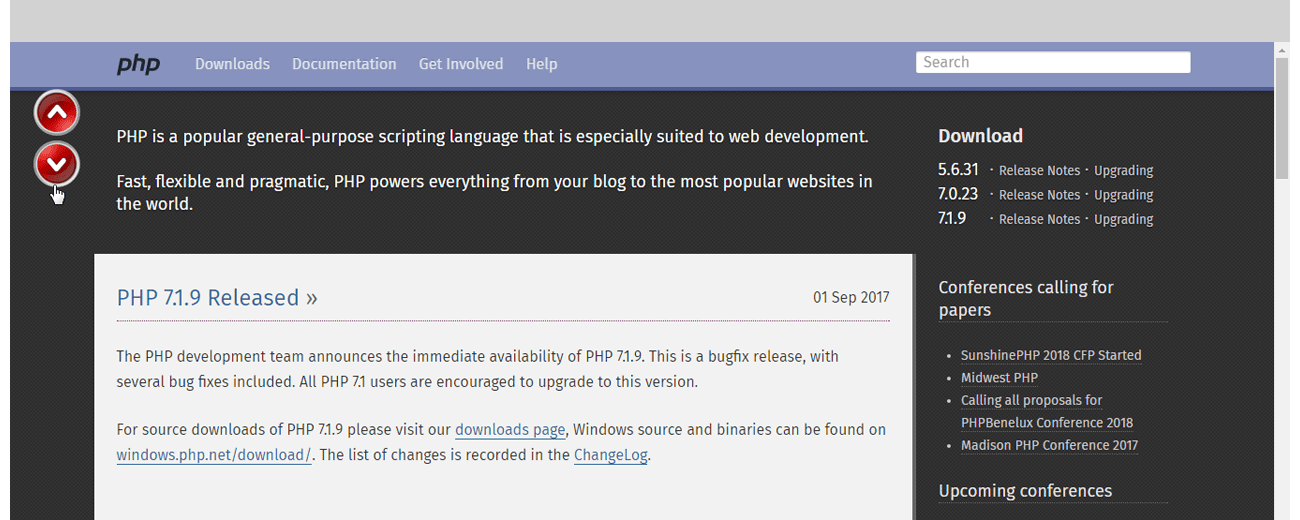 php
Downloads
Documentation
Get Involved
Help
Search
PHP is a popular general-purpose scripting language that is especially suited to web development.
Fast, flexible and pragmatic, PHP powers everything from your blog to the most popular websites in
the world.
Download
5.6.31 · Release Notes · Upgrading
7.0.23 · Release Notes · Upgrading
7.1.9 · Release Notes · Upgrading
PHP 7.1.9 Released »
01 Sep 2017
The PHP development team announces the immediate availability of PHP 7.1.9. This is a bugfix release, with
several bug fixes included. All PHP 7.1 users are encouraged to upgrade to this version.
For source downloads of PHP 7.1.9 please visit our downloads page, Windows source and binaries can be found on
windows.php.net/download/. The list of changes is recorded in the ChangeLog.
Conferences calling for
papers
• SunshinePHP 2018 CFP Started
• Midwest PHP
• Calling all proposals for
PHPBenelux Conference 2018
• Madison PHP Conference 2017
Upcoming conferences